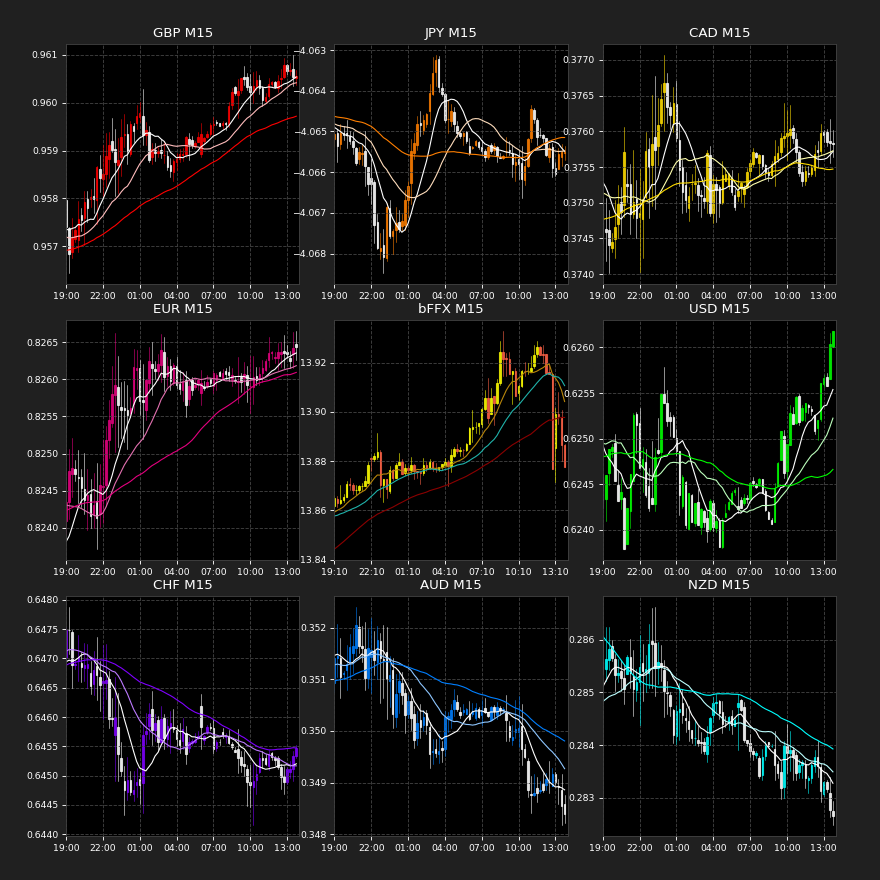 GBP M15
JPY M15
CAD M15
0.961
0.960
0.959
0.958
0.957
19:00 22:00 01:00 04:00 07:00 10:00 13:00
-4.063
-4.064
-4.065
-4.066
-4.067
-4.068
19:00 22:00 01:00 04:00 07:00 10:00 13:00
0.3770
0.3765
0.3760
0.3755
0.3750
0.3745
0.3740
19:00 22:00 01:00 04:00 07:00 10:00 13:00
EUR M15
bFFX M15
USD M15
0.8265
0.8260
0.8255
0.8250
0.8245
0.8240
19:00 22:00 01:00 04:00 07:00 10:00 13:00
13.92
13.90
13.88
13.86
13.84
19:10 22:10 01:10 04:10 07:10 10:10 13:10
0.6260
0.6255
0.6250
0.6245
0.6240
19:00 22:00 01:00 04:00 07:00 10:00 13:00
CHF M15
AUD M15
NZD M15
0.6480
0.6475
0.6470
0.6465
0.6460
0.6455
0.6450
0.6445
0.6440
19:00 22:00 01:00 04:00 07:00 10:00 13:00
0.352
0.351
0.350
0.349
0.348
19:00 22:00 01:00 04:00 07:00 10:00 13:00
0.286
0.285
0.284
0.283
19:00 22:00 01:00 04:00 07:00 10:00 13:00